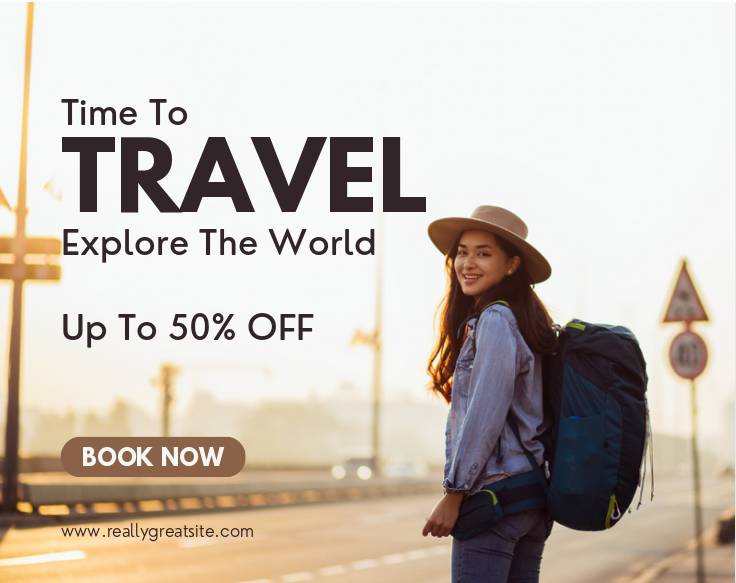 Time To
TRAVEL
Explore The World
Up To 50% OFF
BOOK NOW
www.reallygreatsite.com